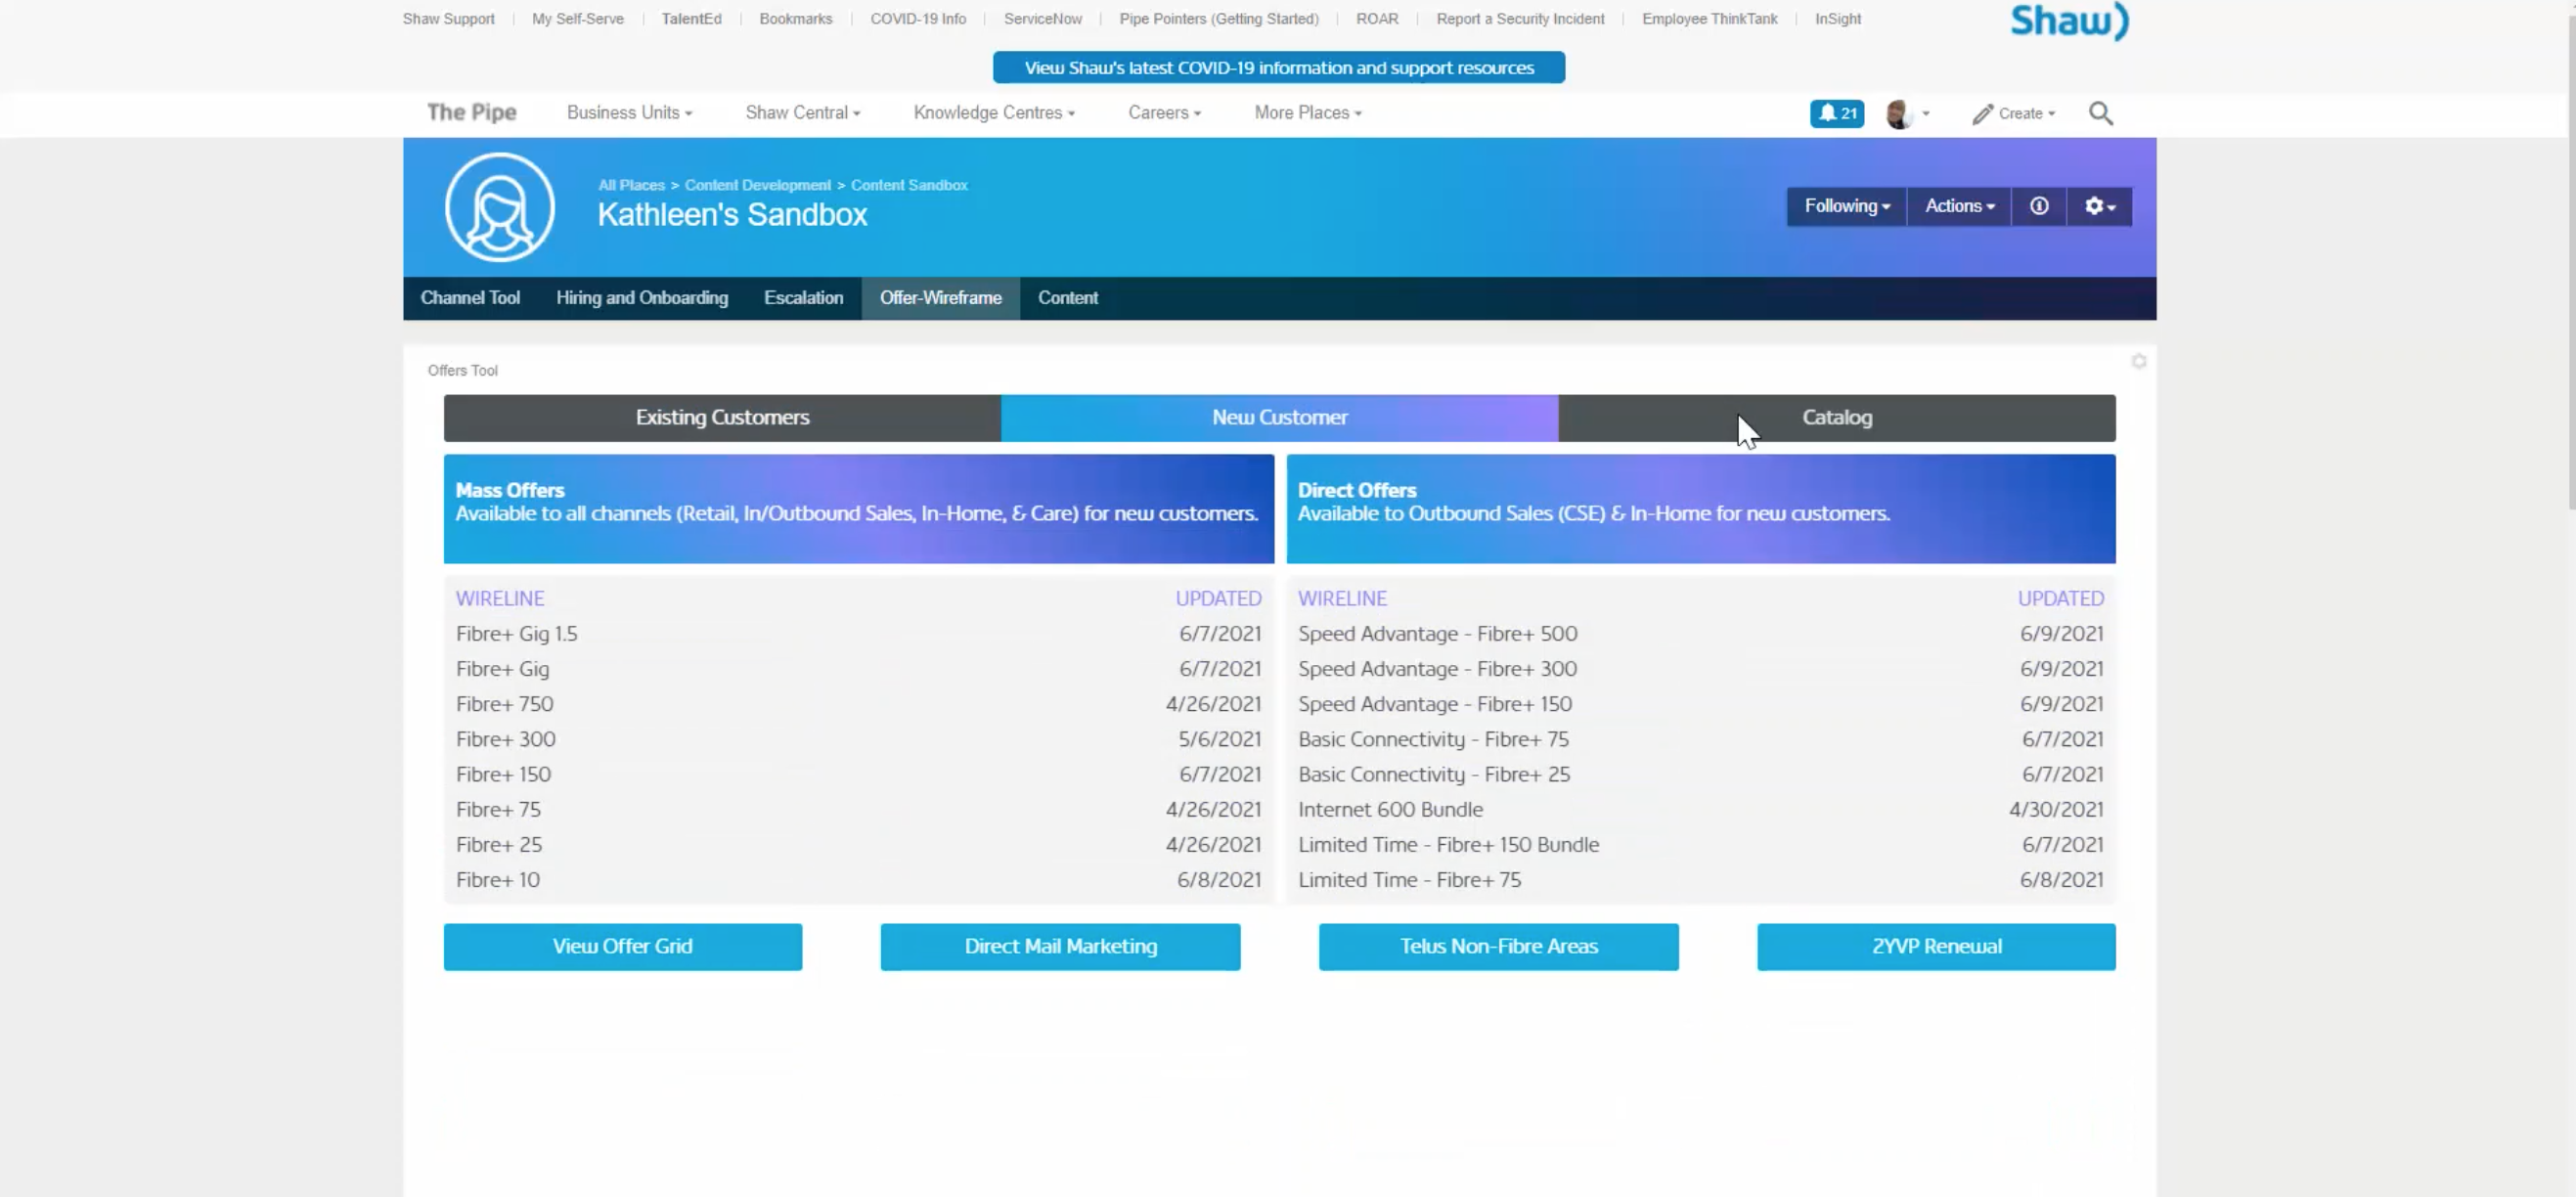 Shaw Support My Self-Serve TalentEd Bookmarks COVID-19 Info ServiceNow Pipe Pointers (Getting Started) ROAR Report a Security Incident Employee ThinkTank InSight Shaw)
View Shaw's latest COVID-19 information and support resources
The Pipe Business Units Shaw Central Knowledge Centres Careers More Places 21 Create
All Places > Content Development > Content Sandbox
Kathleen's Sandbox
Following Actions
Channel Tool Hiring and Onboarding Escalation Offer-Wireframe Content
Offers Tool
Existing Customers New Customer Catalog
Mass Offers
Available to all channels (Retail, In/Outbound Sales, In-Home, & Care) for new customers.
WIRELINE UPDATED
Fibre+ Gig 1.5 6/7/2021
Fibre+ Gig 6/7/2021
Fibre+ 750 4/26/2021
Fibre+ 300 5/6/2021
Fibre+ 150 6/7/2021
Fibre+ 75 4/26/2021
Fibre+ 25 4/26/2021
Fibre+ 10 6/8/2021
Direct Offers
Available to Outbound Sales (CSE) & In-Home for new customers.
WIRELINE UPDATED
Speed Advantage - Fibre+ 500 6/9/2021
Speed Advantage - Fibre+ 300 6/9/2021
Speed Advantage - Fibre+ 150 6/9/2021
Basic Connectivity - Fibre+ 75 6/7/2021
Basic Connectivity - Fibre+ 25 6/7/2021
Internet 600 Bundle 4/30/2021
Limited Time - Fibre+ 150 Bundle 6/7/2021
Limited Time - Fibre+ 75 6/8/2021
View Offer Grid Direct Mail Marketing Telus Non-Fibre Areas 2YVP Renewal